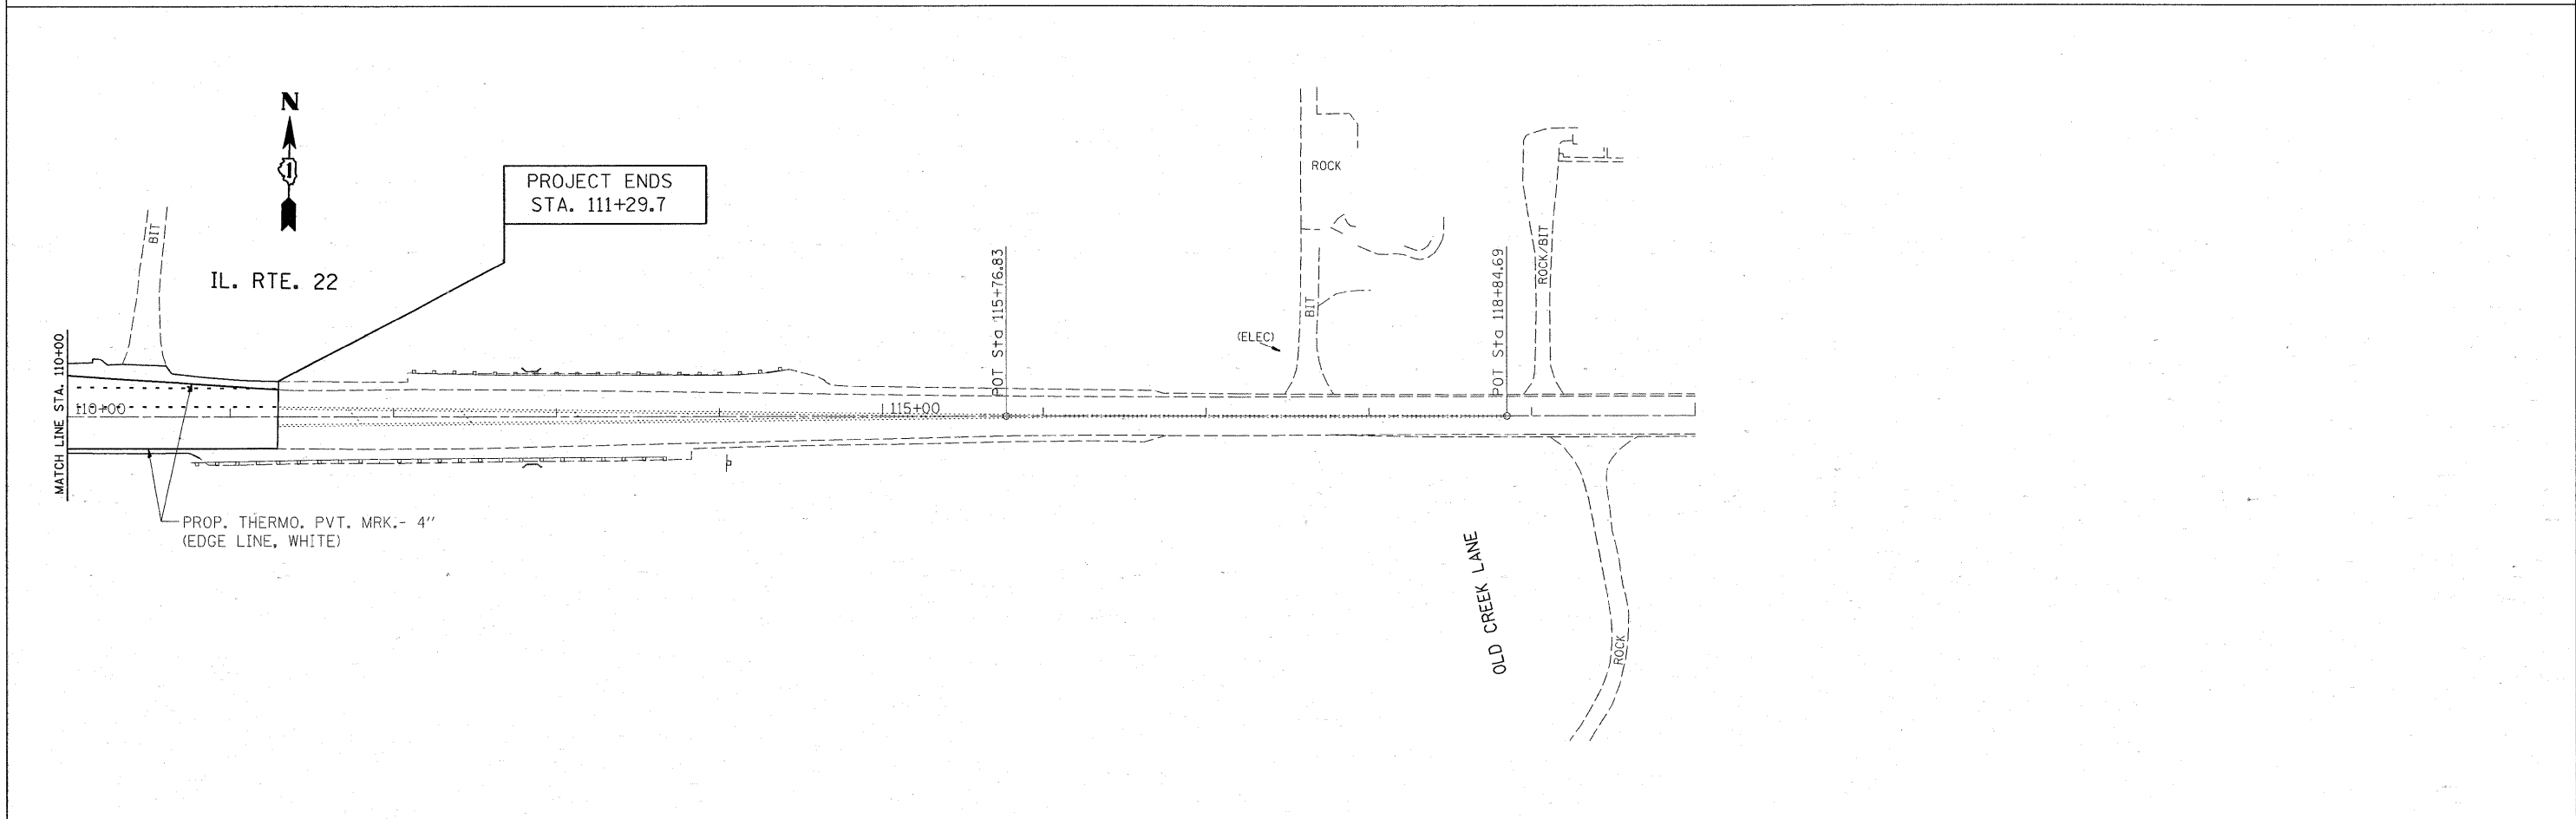 N
1
PROJECT ENDS
STA. 111+29.7
IL. RTE. 22
BIT
MATCH LINE STA. 110+00
110+00
115+00
POT Sta 115+76.83
(ELEC)
ROCK
BIT
POT Sta 118+84.69
ROCK/BIT
PROP. THERMO. PVT. MRK.- 4"
(EDGE LINE, WHITE)
OLD CREEK LANE
ROCK